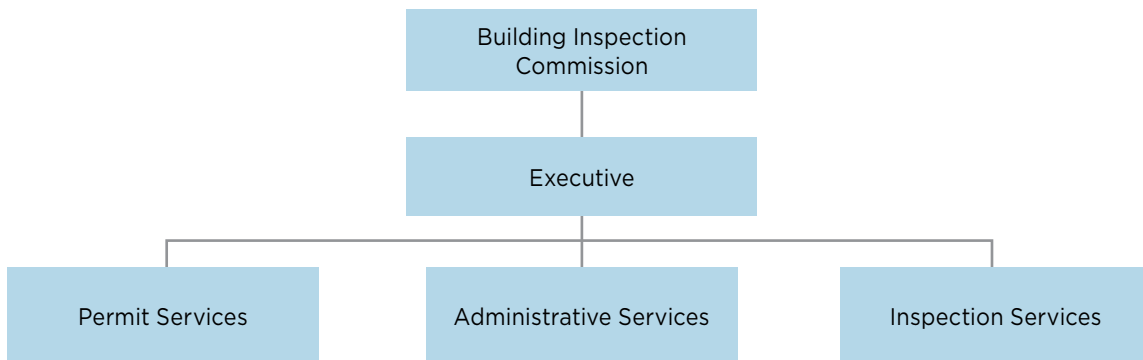 Building Inspection
Commission
Executive
Permit Services
Administrative Services
Inspection Services